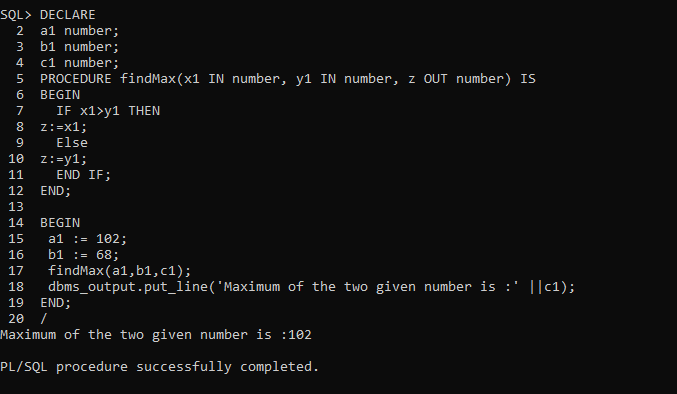 SQL> DECLARE
  2  a1 number;
  3  b1 number;
  4  c1 number;
  5  PROCEDURE findMax(x1 IN number, y1 IN number, z OUT number) IS
  6  BEGIN
  7    IF x1>y1 THEN
  8  z:=x1;
  9    Else
 10  z:=y1;
 11    END IF;
 12  END;
 13
 14  BEGIN
 15   a1 := 102;
 16   b1 := 68;
 17   findMax(a1,b1,c1);
 18   dbms_output.put_line('Maximum of the two given number is :' ||c1);
 19  END;
 20  /
Maximum of the two given number is :102

PL/SQL procedure successfully completed.